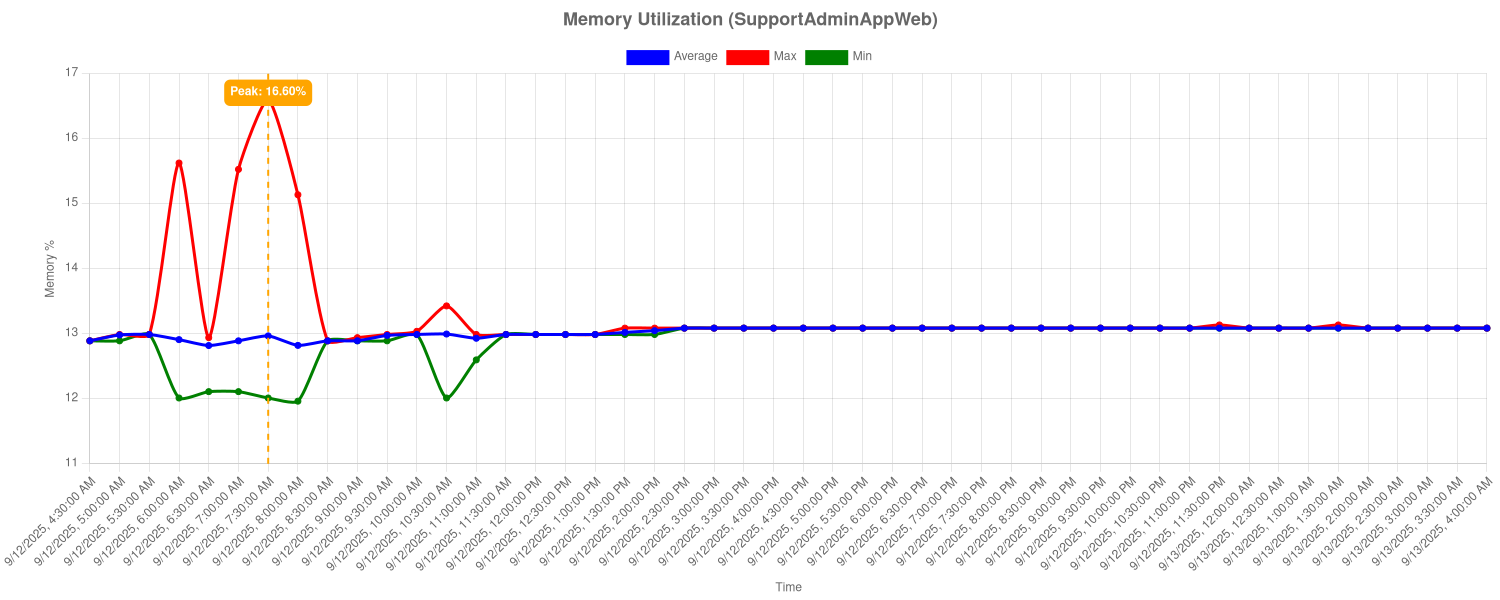 Memory Utilization (SupportAdminAppWeb)
Average Max Min
Peak: 16.60%
17
16
15
14
13
12
11
Memory %
9/12/2025, 4:30:00 AM
9/12/2025, 5:00:00 AM
9/12/2025, 5:30:00 AM
9/12/2025, 6:00:00 AM
9/12/2025, 6:30:00 AM
9/12/2025, 7:00:00 AM
9/12/2025, 7:30:00 AM
9/12/2025, 8:00:00 AM
9/12/2025, 8:30:00 AM
9/12/2025, 9:00:00 AM
9/12/2025, 9:30:00 AM
9/12/2025, 10:00:00 AM
9/12/2025, 10:30:00 AM
9/12/2025, 11:00:00 AM
9/12/2025, 11:30:00 AM
9/12/2025, 12:00:00 PM
9/12/2025, 12:30:00 PM
9/12/2025, 1:00:00 PM
9/12/2025, 1:30:00 PM
9/12/2025, 2:00:00 PM
9/12/2025, 2:30:00 PM
9/12/2025, 3:00:00 PM
9/12/2025, 3:30:00 PM
9/12/2025, 4:00:00 PM
9/12/2025, 4:30:00 PM
9/12/2025, 5:00:00 PM
9/12/2025, 5:30:00 PM
9/12/2025, 6:00:00 PM
9/12/2025, 6:30:00 PM
9/12/2025, 7:00:00 PM
9/12/2025, 7:30:00 PM
9/12/2025, 8:00:00 PM
9/12/2025, 8:30:00 PM
9/12/2025, 9:00:00 PM
9/12/2025, 9:30:00 PM
9/12/2025, 10:00:00 PM
9/12/2025, 10:30:00 PM
9/12/2025, 11:00:00 PM
9/12/2025, 11:30:00 PM
9/13/2025, 12:00:00 AM
9/13/2025, 12:30:00 AM
9/13/2025, 1:00:00 AM
9/13/2025, 1:30:00 AM
9/13/2025, 2:00:00 AM
9/13/2025, 2:30:00 AM
9/13/2025, 3:00:00 AM
9/13/2025, 3:30:00 AM
9/13/2025, 4:00:00 AM
Time